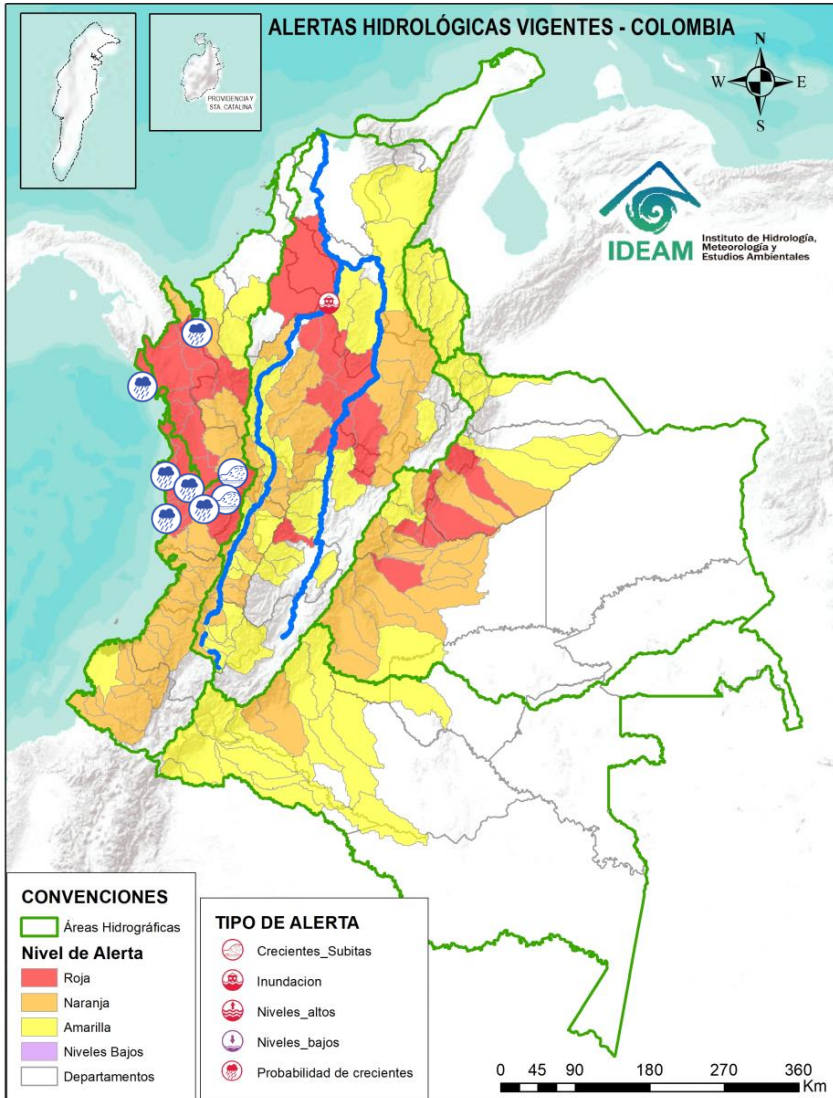 ALERTAS HIDROLÓGICAS VIGENTES - COLOMBIA
PROVIDENCIA Y
STA. CATALINA
N
W
E
S
IDEAM
Instituto de Hidrología,
Meteorología y
Estudios Ambientales
CONVENCIONES
Áreas Hidrográficas
Nivel de Alerta
Roja
Naranja
Amarilla
Niveles Bajos
Departamentos
TIPO DE ALERTA
Crecientes_Subitas
Inundacion
Niveles_altos
Niveles_bajos
Probabilidad de crecientes
0 45 90 180 270 360
Km